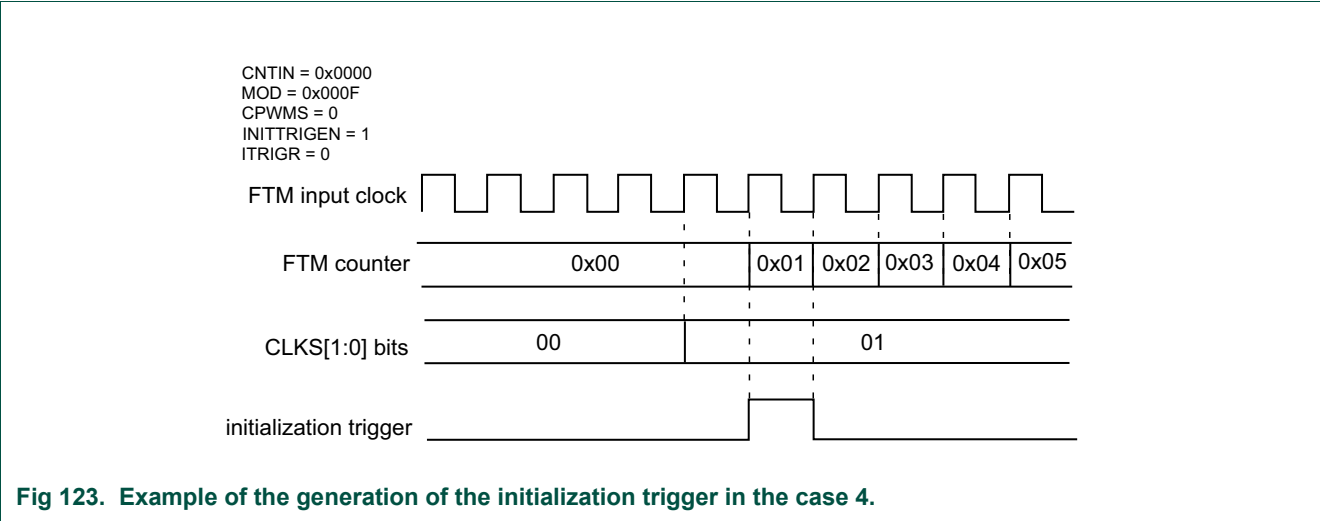 CNTIN = 0x0000
MOD = 0x000F
CPWMS = 0
INITTRIGEN = 1
ITRIGR = 0
FTM input clock
FTM counter 0x00 0x01 0x02 0x03 0x04 0x05
CLKS[1:0] bits 00 01
initialization trigger
Fig 123. Example of the generation of the initialization trigger in the case 4.